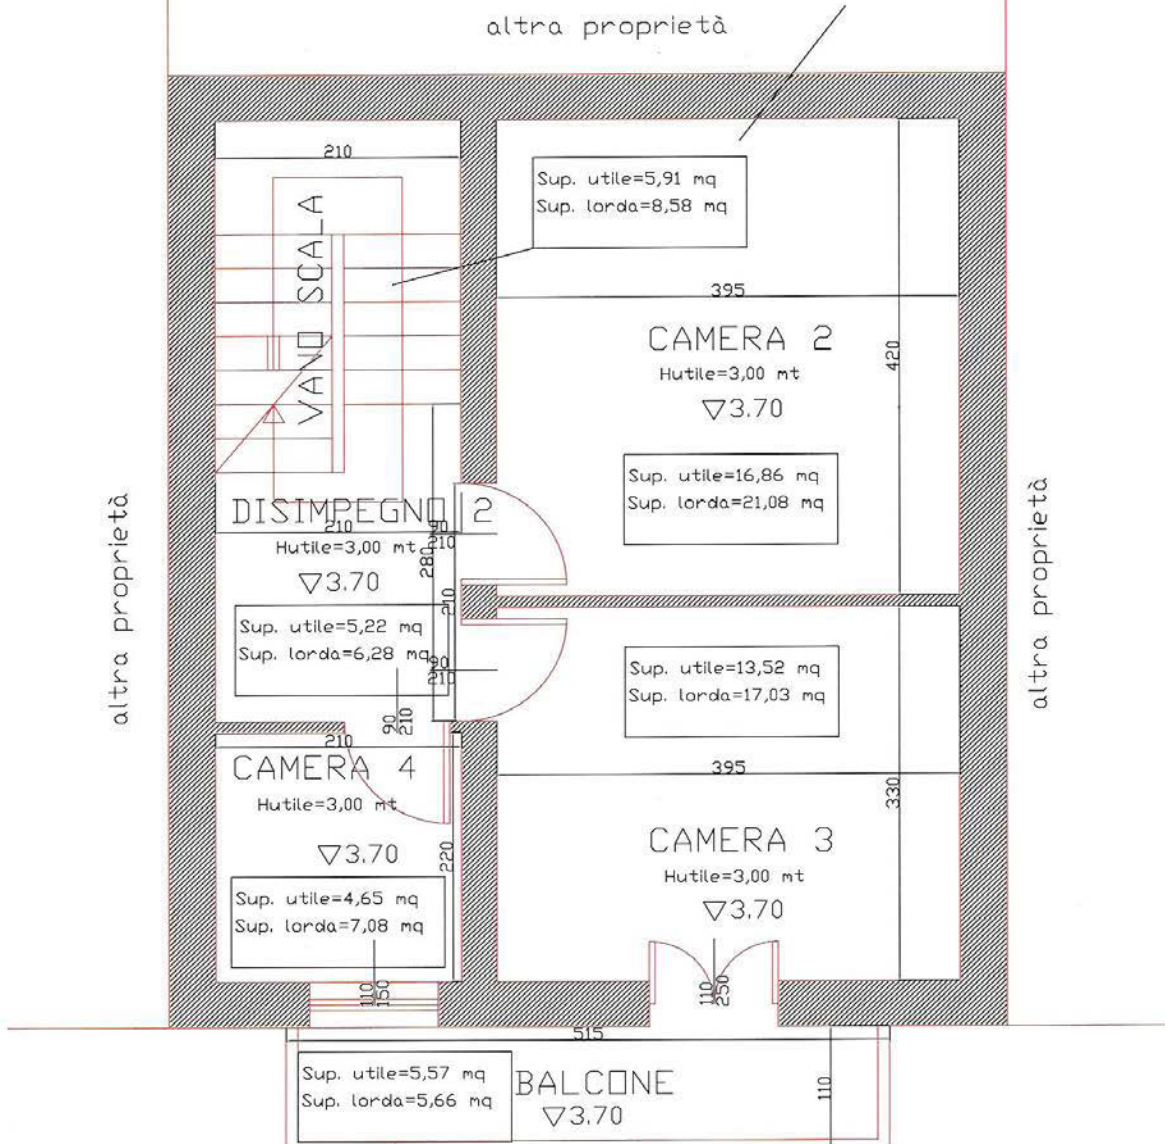 altra proprietà
210
Sup. utile=5,91 mq
Sup. lorda=8,58 mq
VANO SCALA
395
CAMERA 2
Hutile=3,00 mt
▽3.70
420
Sup. utile=16,86 mq
Sup. lorda=21,08 mq
altra proprietà
altra proprietà
DISIMPEGNO 2
210
Hutile=3,00 mt
▽3.70
90
210
280
210
Sup. utile=5,22 mq
Sup. lorda=6,28 mq
90
210
90
210
Sup. utile=13,52 mq
Sup. lorda=17,03 mq
210
CAMERA 4
Hutile=3,00 mt
▽3.70
220
Sup. utile=4,65 mq
Sup. lorda=7,08 mq
110
150
395
330
CAMERA 3
Hutile=3,00 mt
▽3.70
110
250
515
Sup. utile=5,57 mq
Sup. lorda=5,66 mq
BALCONE
▽3.70
110